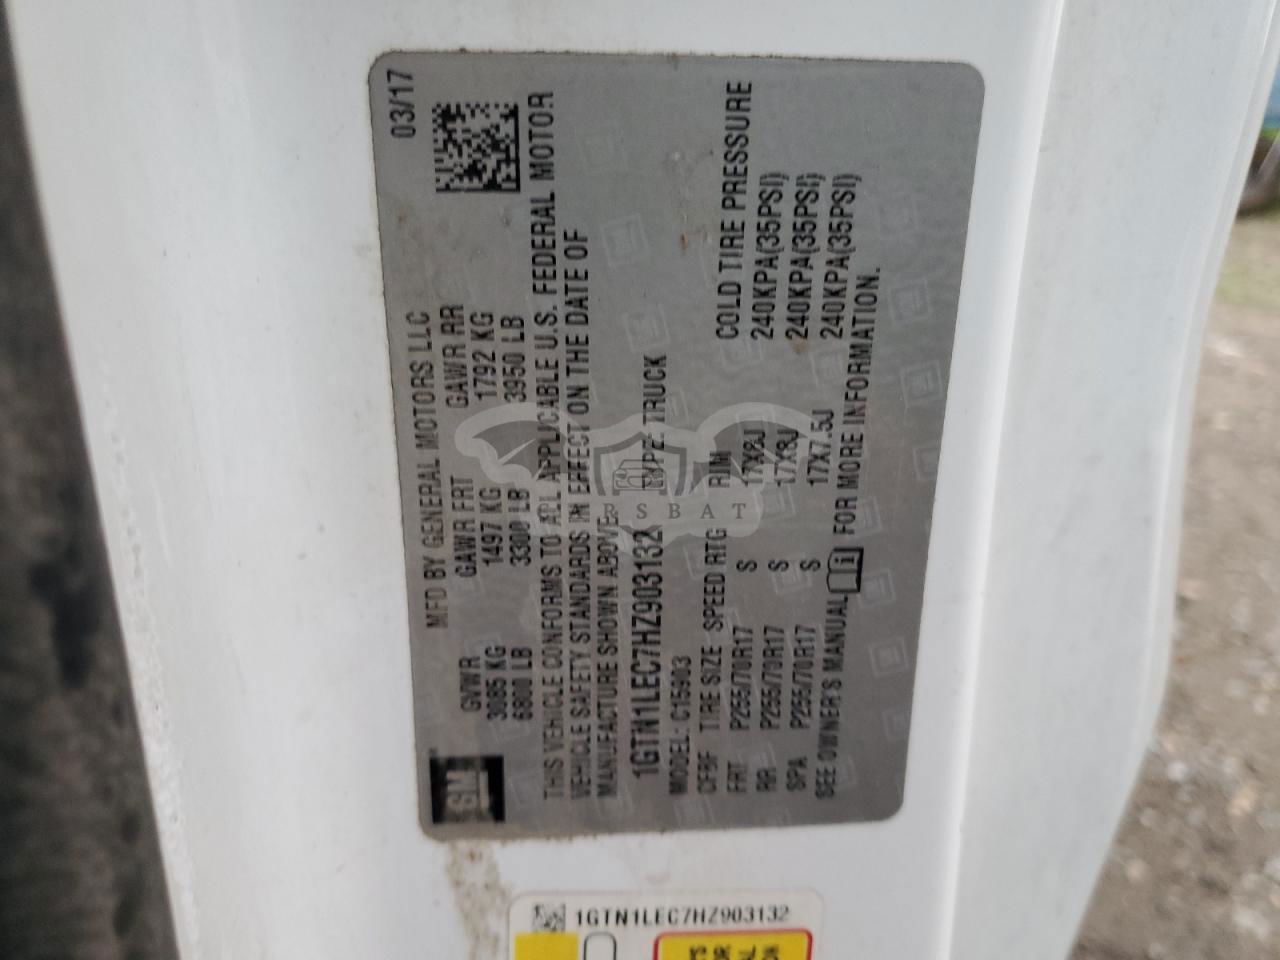 03/17
MFD BY GENERAL MOTORS LLC
GM
GVWR GAWR FRT GAWR RR
3085 KG 1497 KG 1792 KG
6800 LB 3300 LB 3950 LB
THIS VEHICLE CONFORMS TO ALL APPLICABLE U.S. FEDERAL MOTOR
VEHICLE SAFETY STANDARDS IN EFFECT ON THE DATE OF
MANUFACTURE SHOWN ABOVE.
1GTN1LEC7HZ903132 TYPE: TRUCK
MODEL: C15903
CFBF TIRE SIZE SPEED RTG RIM COLD TIRE PRESSURE
FRT P255/70R17 S 17X8J 240KPA(35PSI)
RR P255/70R17 S 17X8J 240KPA(35PSI)
SPA P255/70R17 S 17X7.5J 240KPA(35PSI)
SEE OWNER'S MANUAL i FOR MORE INFORMATION.
1GTN1LEC7HZ903132